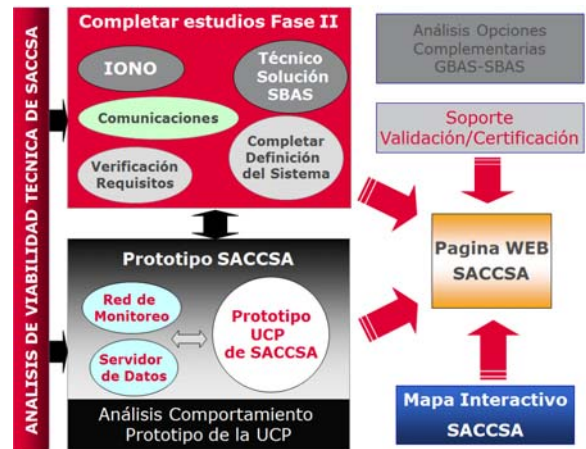 ANALISIS DE VIABILIDAD TECNICA DE SACCSA
Completar estudios Fase II
IONO
Técnico
Solución
SBAS
Comunicaciones
Verificación
Requisitos
Completar
Definición
del Sistema
Prototipo SACCSA
Red de
Monitoreo
Servidor
de Datos
Prototipo
UCP
de SACCSA
Análisis Comportamiento
Prototipo de la UCP
Análisis Opciones
Complementarias
GBAS-SBAS
Soporte
Validación/Certificación
Pagina WEB
SACCSA
Mapa Interactivo
SACCSA